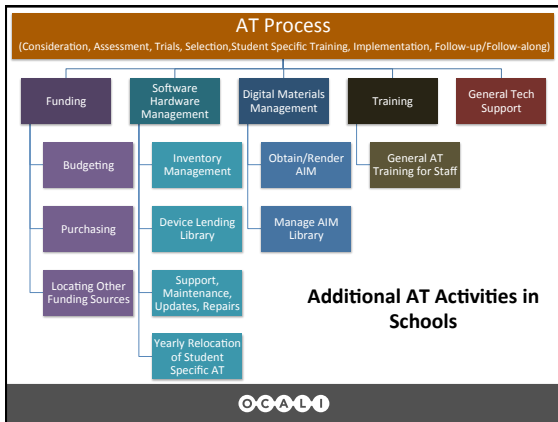 AT Process
(Consideration, Assessment, Trials, Selection,Student Specific Training, Implementation, Follow-up/Follow-along)
Funding
Software
Hardware
Management
Digital Materials
Management
Training
General Tech
Support
Budgeting
Inventory
Management
Obtain/Render
AIM
General AT
Training for Staff
Purchasing
Device Lending
Library
Manage AIM
Library
Locating Other
Funding Sources
Support,
Maintenance,
Updates, Repairs
Additional AT Activities in
Schools
Yearly Relocation
of Student
Specific AT
OCALI